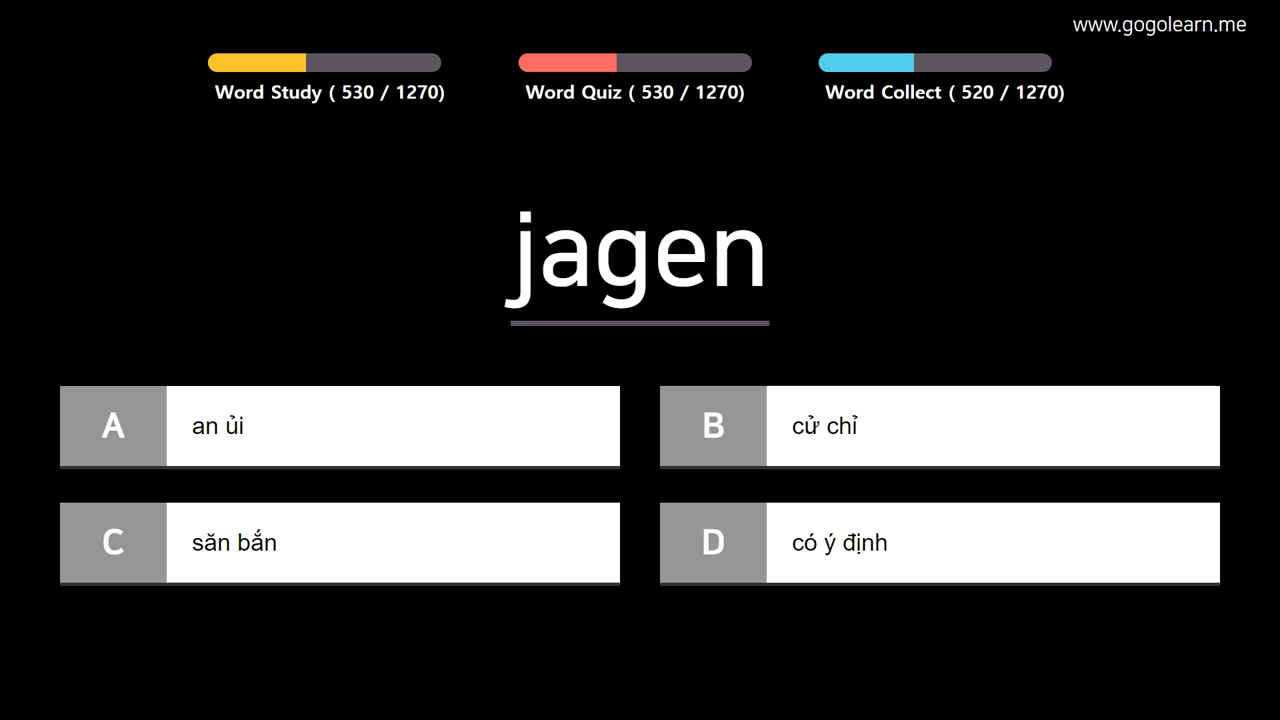 www.gogolearn.me
Word Study ( 530 / 1270)
Word Quiz ( 530 / 1270)
Word Collect ( 520 / 1270)
jagen
A an ủi
B cử chỉ
C săn bắn
D có ý định